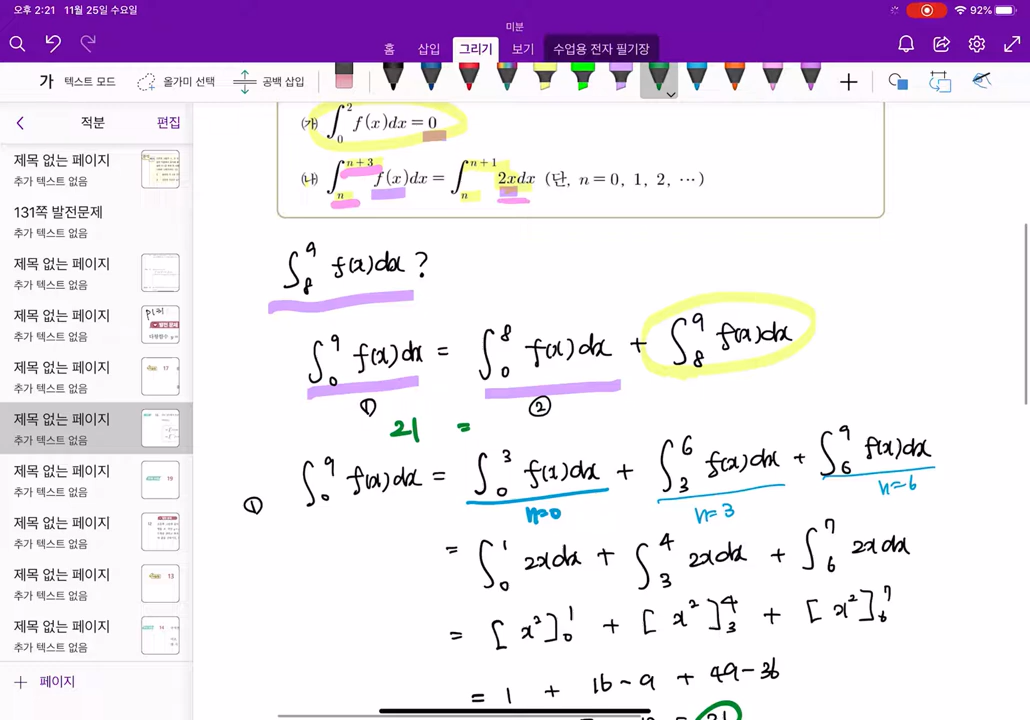 오후 2:21 11월 25일 수요일
92%
미분
홈 삽입 그리기 보기 수업용 전자 필기장
가 텍스트 모드 올가미 선택 공백 삽입
적분 편집
제목 없는 페이지
추가 텍스트 없음
131쪽 발전문제
추가 텍스트 없음
제목 없는 페이지
추가 텍스트 없음
제목 없는 페이지
추가 텍스트 없음
제목 없는 페이지
추가 텍스트 없음
제목 없는 페이지
추가 텍스트 없음
제목 없는 페이지
추가 텍스트 없음
제목 없는 페이지
추가 텍스트 없음
제목 없는 페이지
추가 텍스트 없음
제목 없는 페이지
추가 텍스트 없음
+ 페이지
(가) ∫₀² f(x)dx = 0
(나) ∫ₙⁿ⁺³ f(x)dx = ∫ₙⁿ⁺¹ 2xdx (단, n = 0, 1, 2, ⋯)
∫₈⁹ f(x)dx ?
∫₀⁹ f(x)dx = ∫₀⁸ f(x)dx + ∫₈⁹ f(x)dx
① ②
21 =
① ∫₀⁹ f(x)dx = ∫₀³ f(x)dx + ∫₃⁶ f(x)dx + ∫₆⁹ f(x)dx
n=0 n=3 n=6
= ∫₀¹ 2xdx + ∫₃⁴ 2xdx + ∫₆⁷ 2xdx
= [x²]₀¹ + [x²]₃⁴ + [x²]₆⁷
= 1 + 16-9 + 49-36